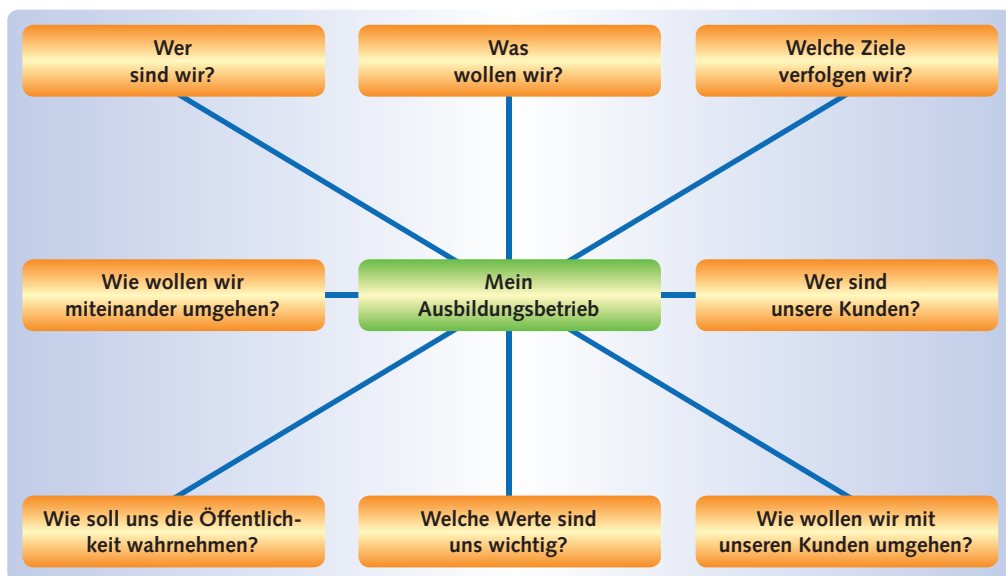 Wer
sind wir?
Was
wollen wir?
Welche Ziele
verfolgen wir?
Wie wollen wir
miteinander umgehen?
Mein
Ausbildungsbetrieb
Wer sind
unsere Kunden?
Wie soll uns die Öffentlich-
keit wahrnehmen?
Welche Werte sind
uns wichtig?
Wie wollen wir mit
unseren Kunden umgehen?